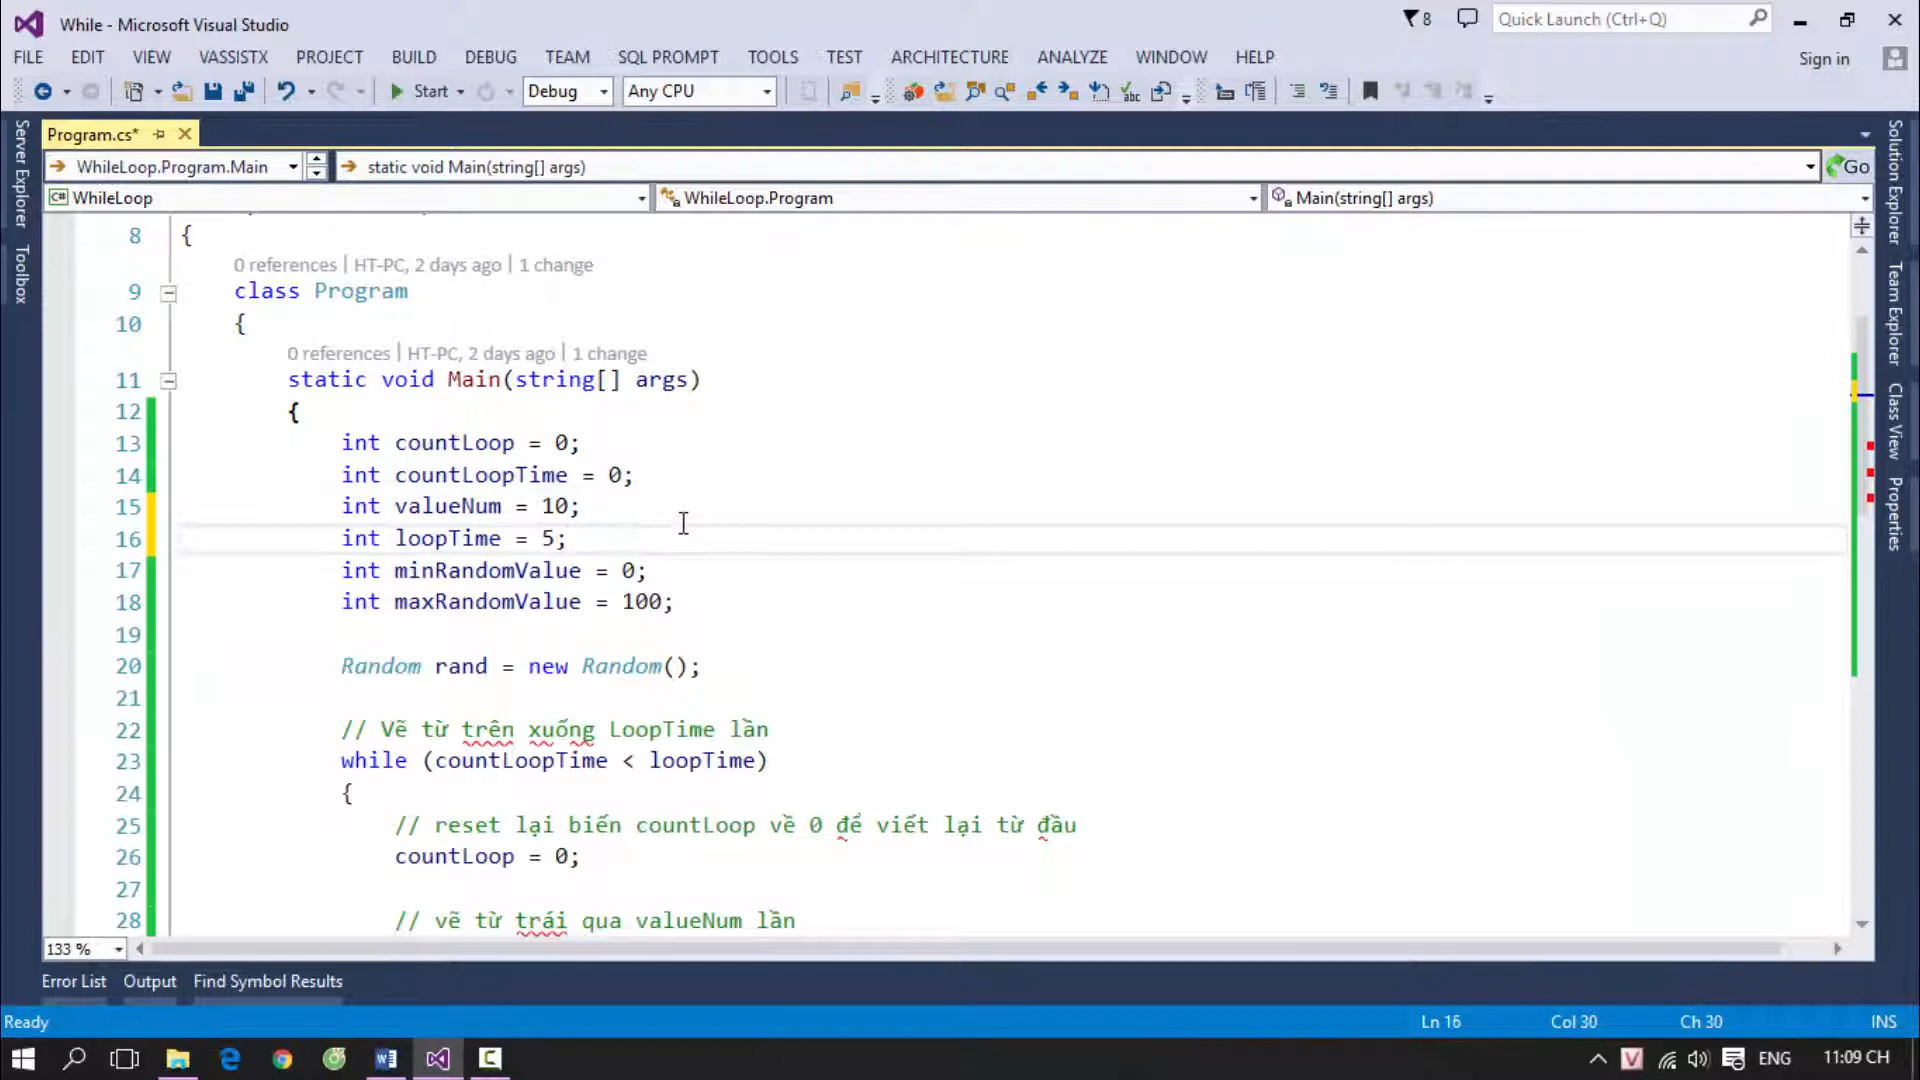 While - Microsoft Visual Studio
8
Quick Launch (Ctrl+Q)
FILE EDIT VIEW VASSISTX PROJECT BUILD DEBUG TEAM SQL PROMPT TOOLS TEST ARCHITECTURE ANALYZE WINDOW HELP
Sign in
Start Debug Any CPU
Server Explorer
Toolbox
Program.cs*
WhileLoop.Program.Main
static void Main(string[] args)
Go
WhileLoop
WhileLoop.Program
Main(string[] args)
8 {
0 references | HT-PC, 2 days ago | 1 change
9 class Program
10 {
0 references | HT-PC, 2 days ago | 1 change
11 static void Main(string[] args)
12 {
13 int countLoop = 0;
14 int countLoopTime = 0;
15 int valueNum = 10;
16 int loopTime = 5;
17 int minRandomValue = 0;
18 int maxRandomValue = 100;
19
20 Random rand = new Random();
21
22 // Vẽ từ trên xuống LoopTime lần
23 while (countLoopTime < loopTime)
24 {
25 // reset lại biến countLoop về 0 để viết lại từ đầu
26 countLoop = 0;
27
28 // vẽ từ trái qua valueNum lần
Solution Explorer
Team Explorer
Class View
Properties
133 %
Error List Output Find Symbol Results
Ready
Ln 16 Col 30 Ch 30 INS
ENG 11:09 CH